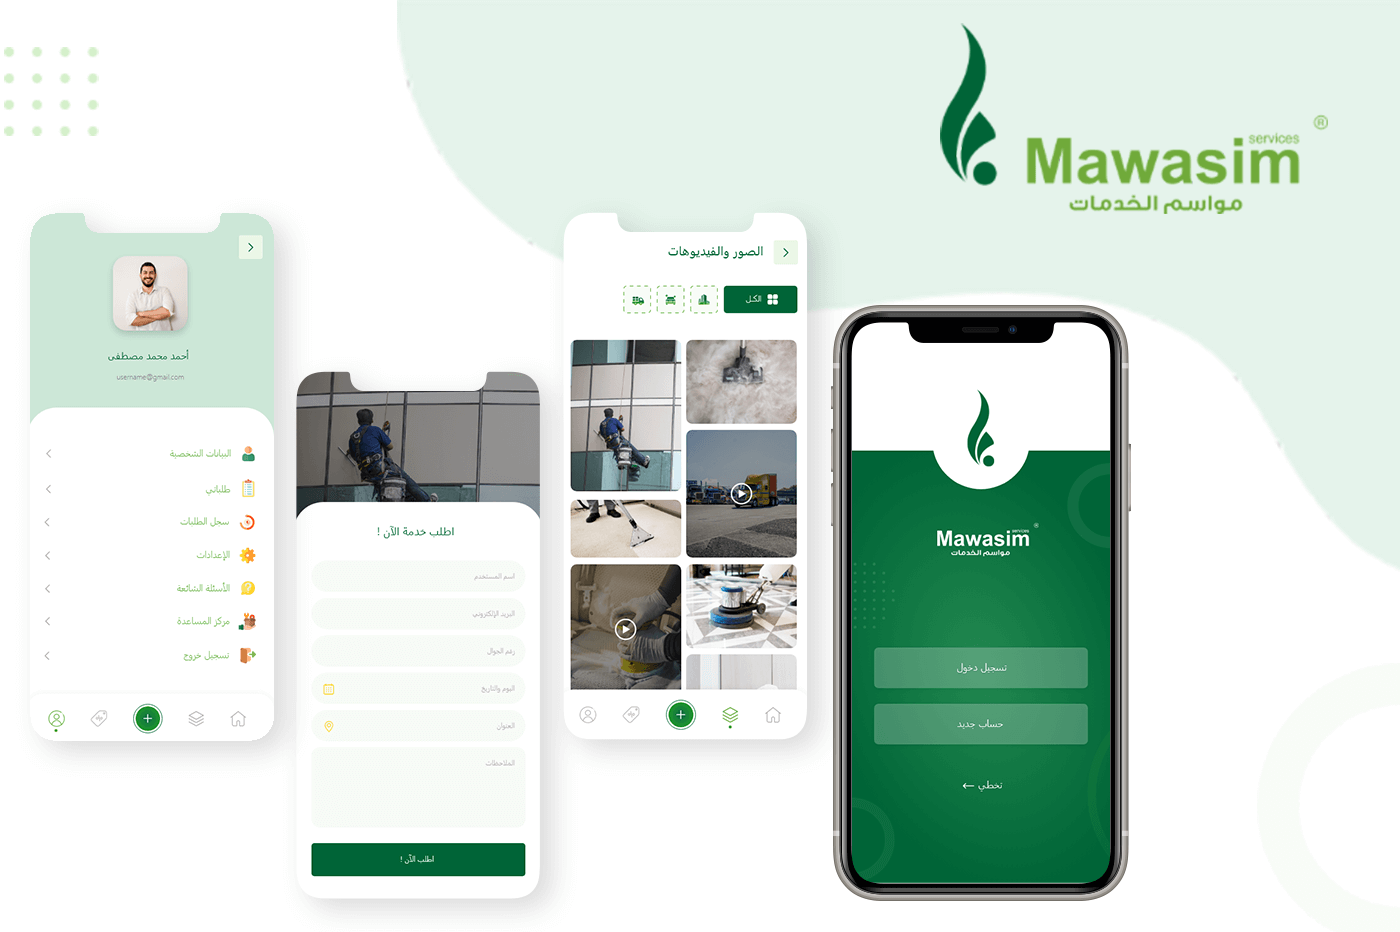 services ®
Mawasim
مواسم الخدمات
أحمد محمد مصطفى
username@gmail.com
البيانات الشخصية
طلباتي
سجل الطلبات
الإعدادات
الأسئلة الشائعة
مركز المساعدة
تسجيل خروج
اطلب خدمة الآن !
اسم المستخدم
البريد الإلكتروني
رقم الجوال
اليوم والتاريخ
العنوان
الملاحظات
اطلب الآن !
الصور والفيديوهات
الكـل
services ®
Mawasim
مواسم الخدمات
تسجيل دخول
حساب جديد
تخطي ←